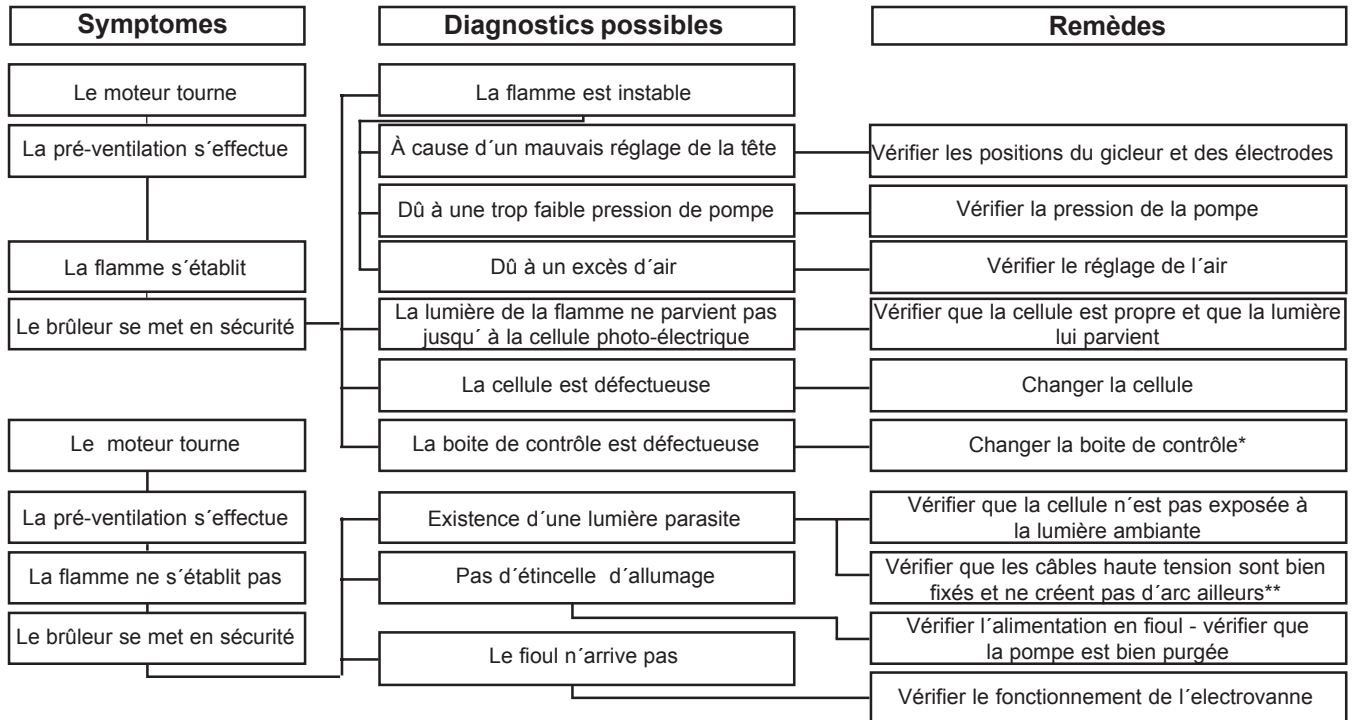 Symptomes
Diagnostics possibles
Remèdes
Le moteur tourne
La flamme est instable
La pré-ventilation s´effectue
À cause d´un mauvais réglage de la tête
Vérifier les positions du gicleur et des électrodes
Dû à une trop faible pression de pompe
Vérifier la pression de la pompe
La flamme s´établit
Dû à un excès d´air
Vérifier le réglage de l´air
Le brûleur se met en sécurité
La lumière de la flamme ne parvient pas
jusqu´ à la cellule photo-électrique
Vérifier que la cellule est propre et que la lumière
lui parvient
La cellule est défectueuse
Changer la cellule
Le moteur tourne
La boite de contrôle est défectueuse
Changer la boite de contrôle*
La pré-ventilation s´effectue
Existence d´une lumière parasite
Vérifier que la cellule n´est pas exposée à
la lumière ambiante
La flamme ne s´établit pas
Pas d´étincelle d´allumage
Vérifier que les câbles haute tension sont bien
fixés et ne créent pas d´arc ailleurs**
Le brûleur se met en sécurité
Le fioul n´arrive pas
Vérifier l´alimentation en fioul - vérifier que
la pompe est bien purgée
Vérifier le fonctionnement de l´electrovanne